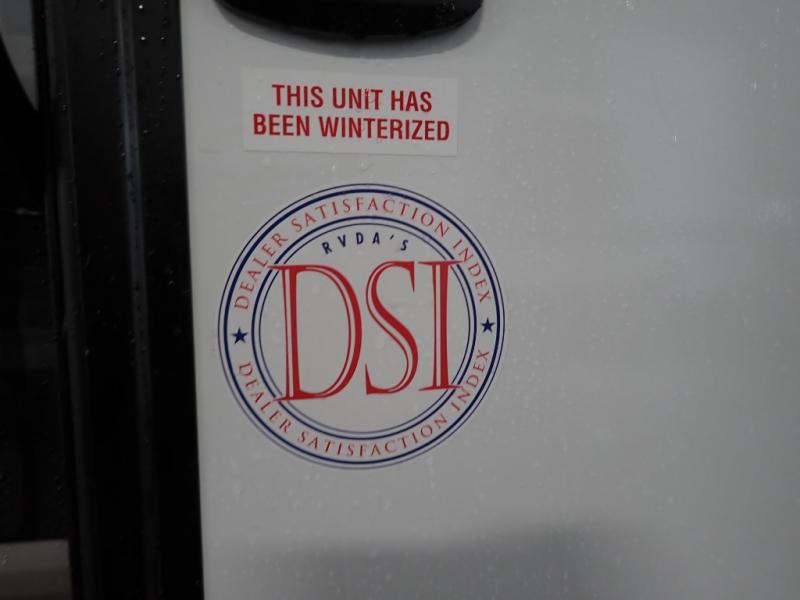 THIS UNIT HAS
BEEN WINTERIZED
DEALER SATISFACTION INDEX
RVDA'S
DSI
DEALER SATISFACTION INDEX